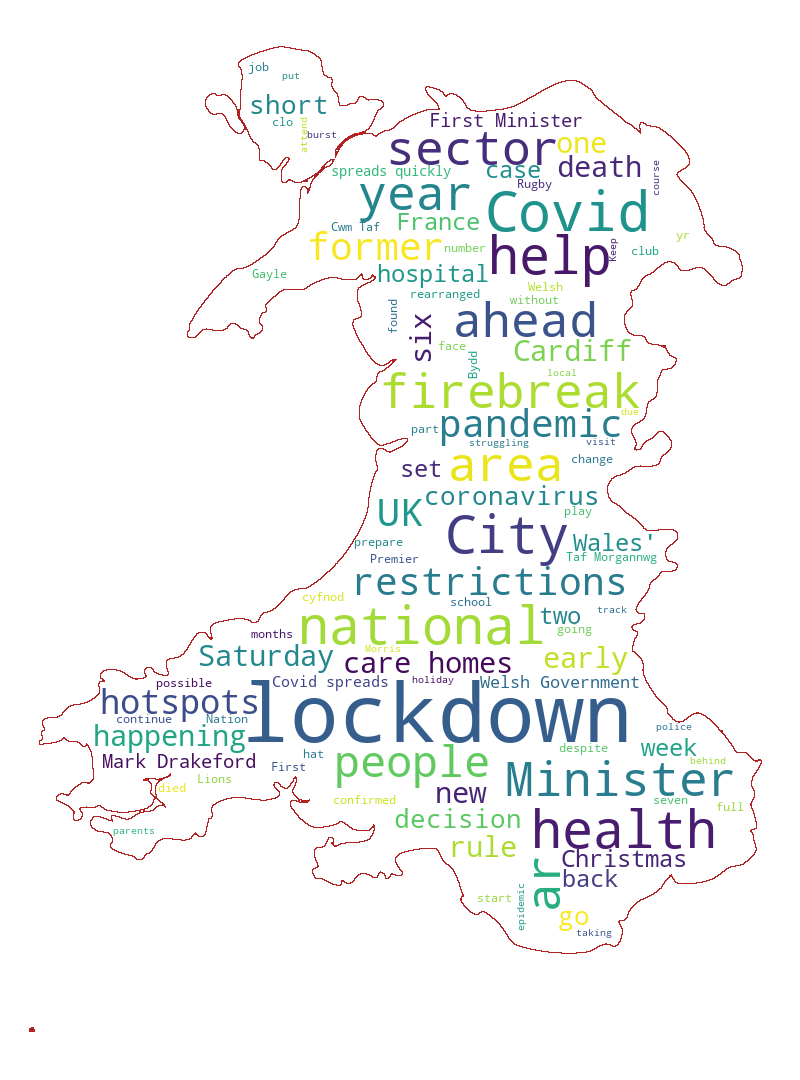 job
put
short
clo
attend
burst
First Minister
sector
one
spreads quickly
case
death
course
year
Rugby
Covid
Cwm Taf
France
yr
former
number
help
Keep
club
Gayle
hospital
Welsh
rearranged
without
found
six
ahead
face
Bydd
Cardiff
local
firebreak
due
part
pandemic
struggling
visit
set
area
change
coronavirus
UK
play
City
prepare
Wales'
Premier
Taf Morgannwg
restrictions
cyfnod
school
track
months
national
two
going
Saturday
Morris
care homes
early
possible
Covid spreads
holiday
Welsh Government
hotspots
lockdown
continue
Nation
police
happening
hat
despite
week
Mark Drakeford
First
people
behind
Lions
died
Minister
confirmed
new
seven
full
parents
decision
health
rule
Christmas
ar
back
start
epidemic
go
taking